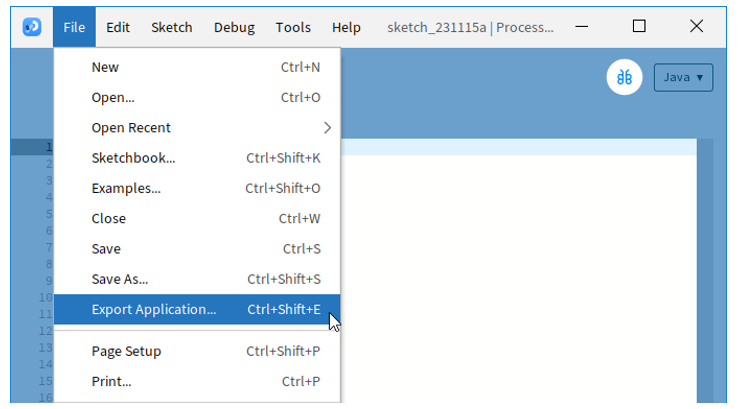 File Edit Sketch Debug Tools Help sketch_231115a | Process...
Java ▾
New Ctrl+N
Open... Ctrl+O
Open Recent
Sketchbook... Ctrl+Shift+K
Examples... Ctrl+Shift+O
Close Ctrl+W
Save Ctrl+S
Save As... Ctrl+Shift+S
Export Application... Ctrl+Shift+E
Page Setup Ctrl+Shift+P
Print... Ctrl+P
1
2
3
4
5
6
7
8
9
10
11
12
13
14
15
16